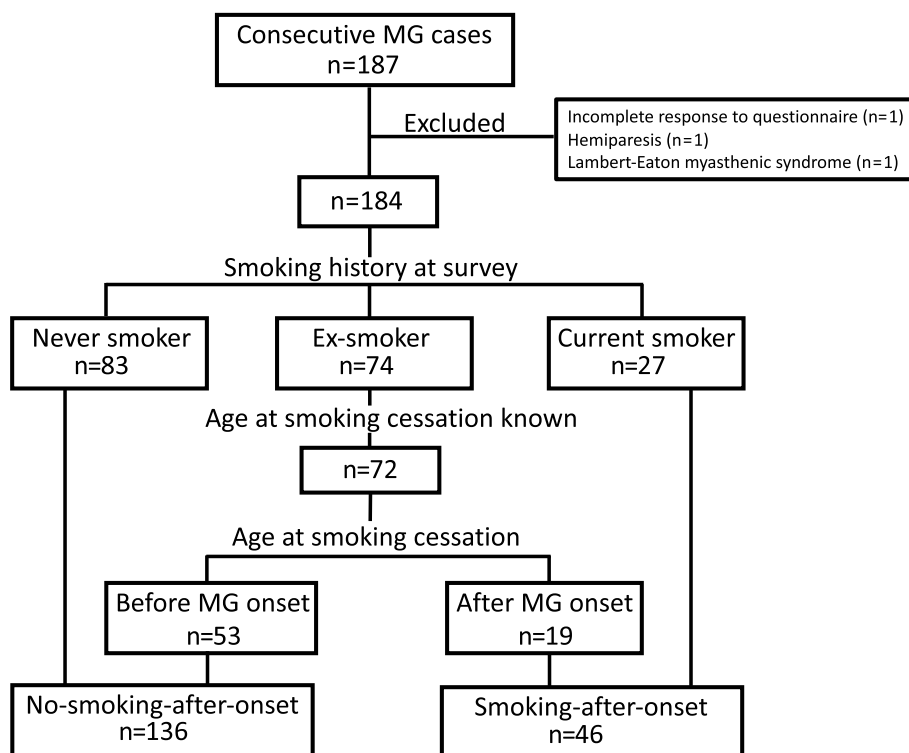 Consecutive MG cases
n=187
Excluded
Incomplete response to questionnaire (n=1)
Hemiparesis (n=1)
Lambert-Eaton myasthenic syndrome (n=1)
n=184
Smoking history at survey
Never smoker
n=83
Ex-smoker
n=74
Current smoker
n=27
Age at smoking cessation known
n=72
Age at smoking cessation
Before MG onset
n=53
After MG onset
n=19
No-smoking-after-onset
n=136
Smoking-after-onset
n=46